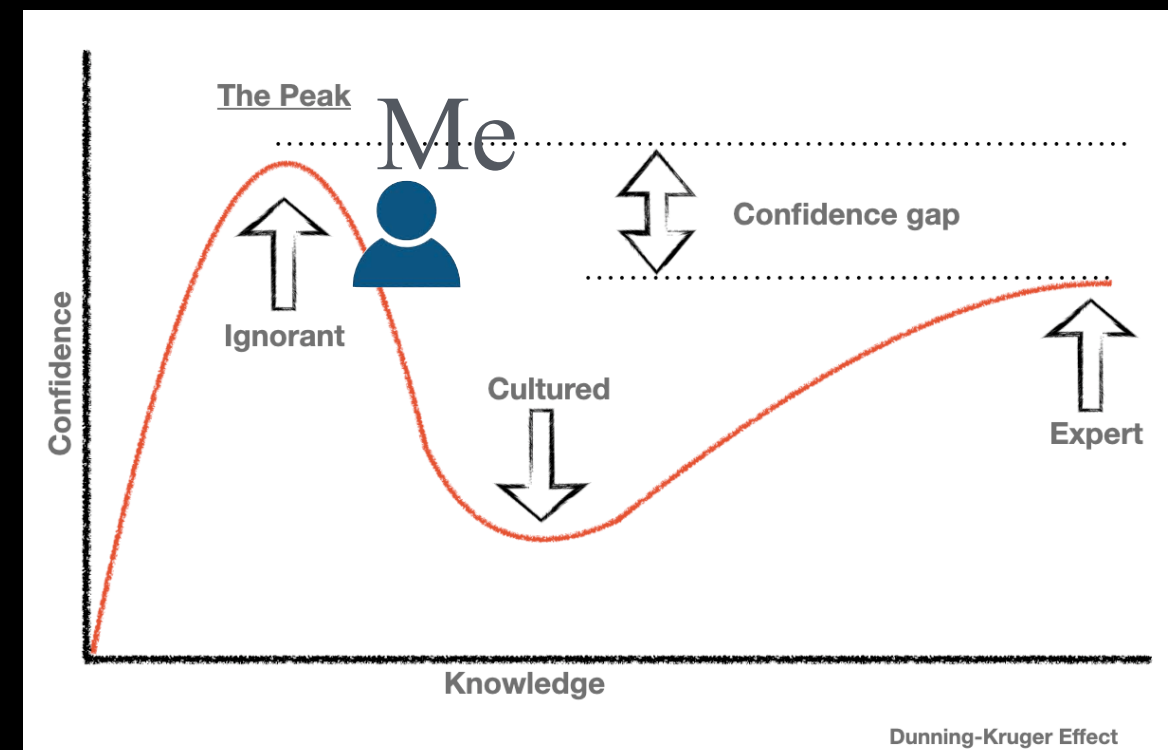 The Peak
Me
Confidence gap
Ignorant
Cultured
Expert
Confidence
Knowledge
Dunning-Kruger Effect